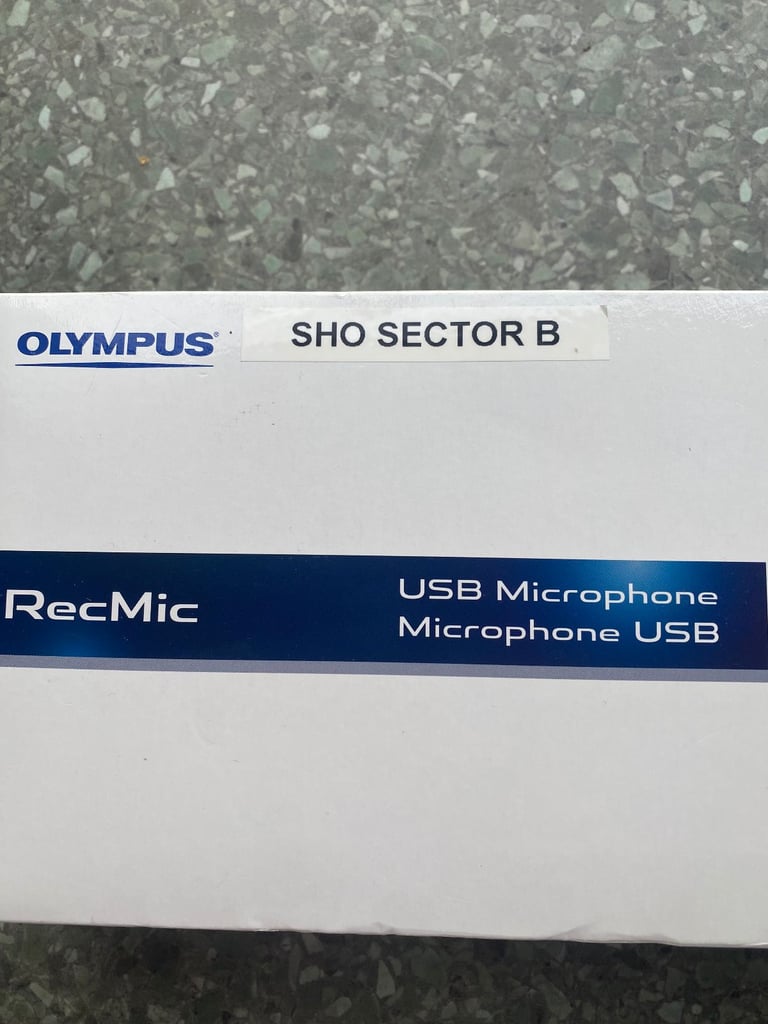 OLYMPUS®
SHO SECTOR B
RecMic
USB Microphone
Microphone USB